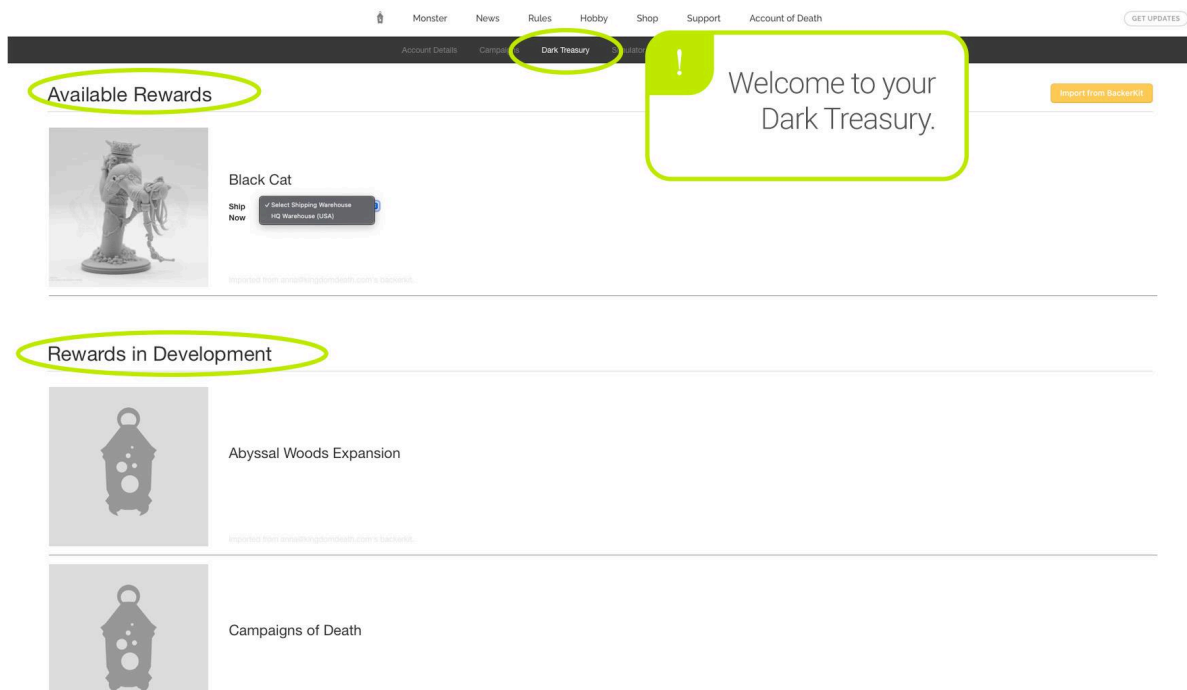 Monster News Rules Hobby Shop Support Account of Death
GET UPDATES
Account Details Campaigns Dark Treasury
!
Welcome to your
Dark Treasury.
Available Rewards
Import from BackerKit
Black Cat
Ship
Now
✓ Select Shipping Warehouse
HQ Warehouse (USA)
Rewards in Development
Abyssal Woods Expansion
Campaigns of Death